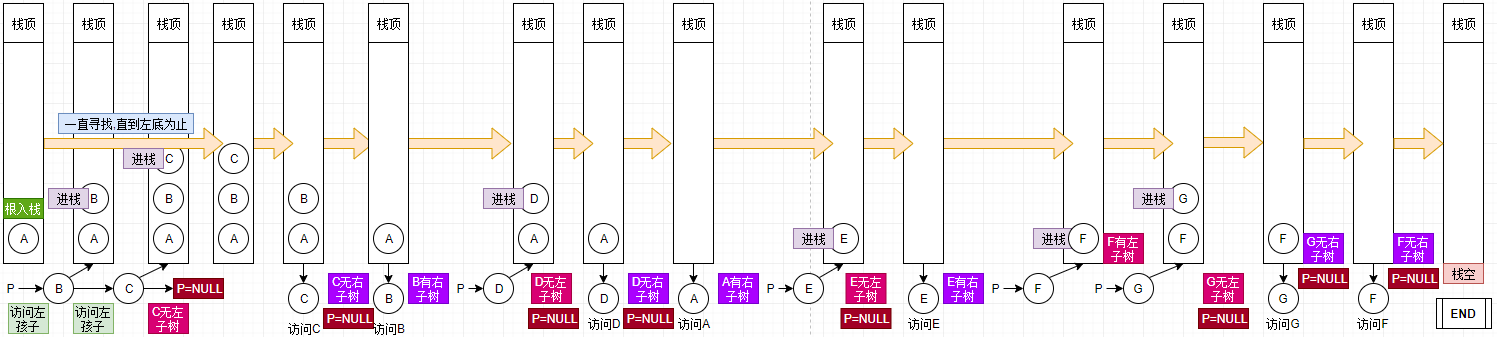 栈顶 栈顶 栈顶 栈顶 栈顶 栈顶 栈顶 栈顶 栈顶 栈顶 栈顶 栈顶 栈顶 栈顶 栈顶 栈顶
一直寻找,直到左底为止
进栈 C C
进栈 B B B B 进栈 D 进栈 G
根入栈
A A A A A A A A 进栈 E 进栈 F F F
F有左
子树
G无右
子树
F无右
子树
P=NULL
P=NULL
栈空
P B C P=NULL
访问左
孩子
访问左
孩子
C无左
子树
C
访问C
C无右
子树
P=NULL
B
访问B
B有右
子树
P D
D无左
子树
P=NULL
D
访问D
D无右
子树
P=NULL
A
访问A
A有右
子树
P E
E无左
子树
P=NULL
E
访问E
E有右
子树
P F
P G
G无左
子树
P=NULL
G
访问G
F
访问F
END